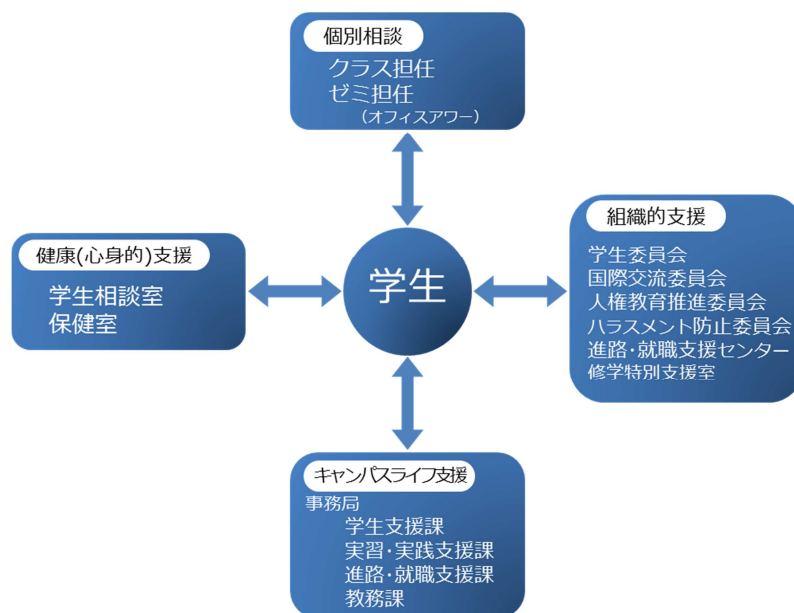 個別相談
クラス担任
ゼミ担任
（オフィスアワー）
健康(心身的)支援
学生相談室
保健室
学生
組織的支援
学生委員会
国際交流委員会
人権教育推進委員会
ハラスメント防止委員会
進路・就職支援センター
修学特別支援室
キャンパスライフ支援
事務局
学生支援課
実習・実践支援課
進路・就職支援課
教務課